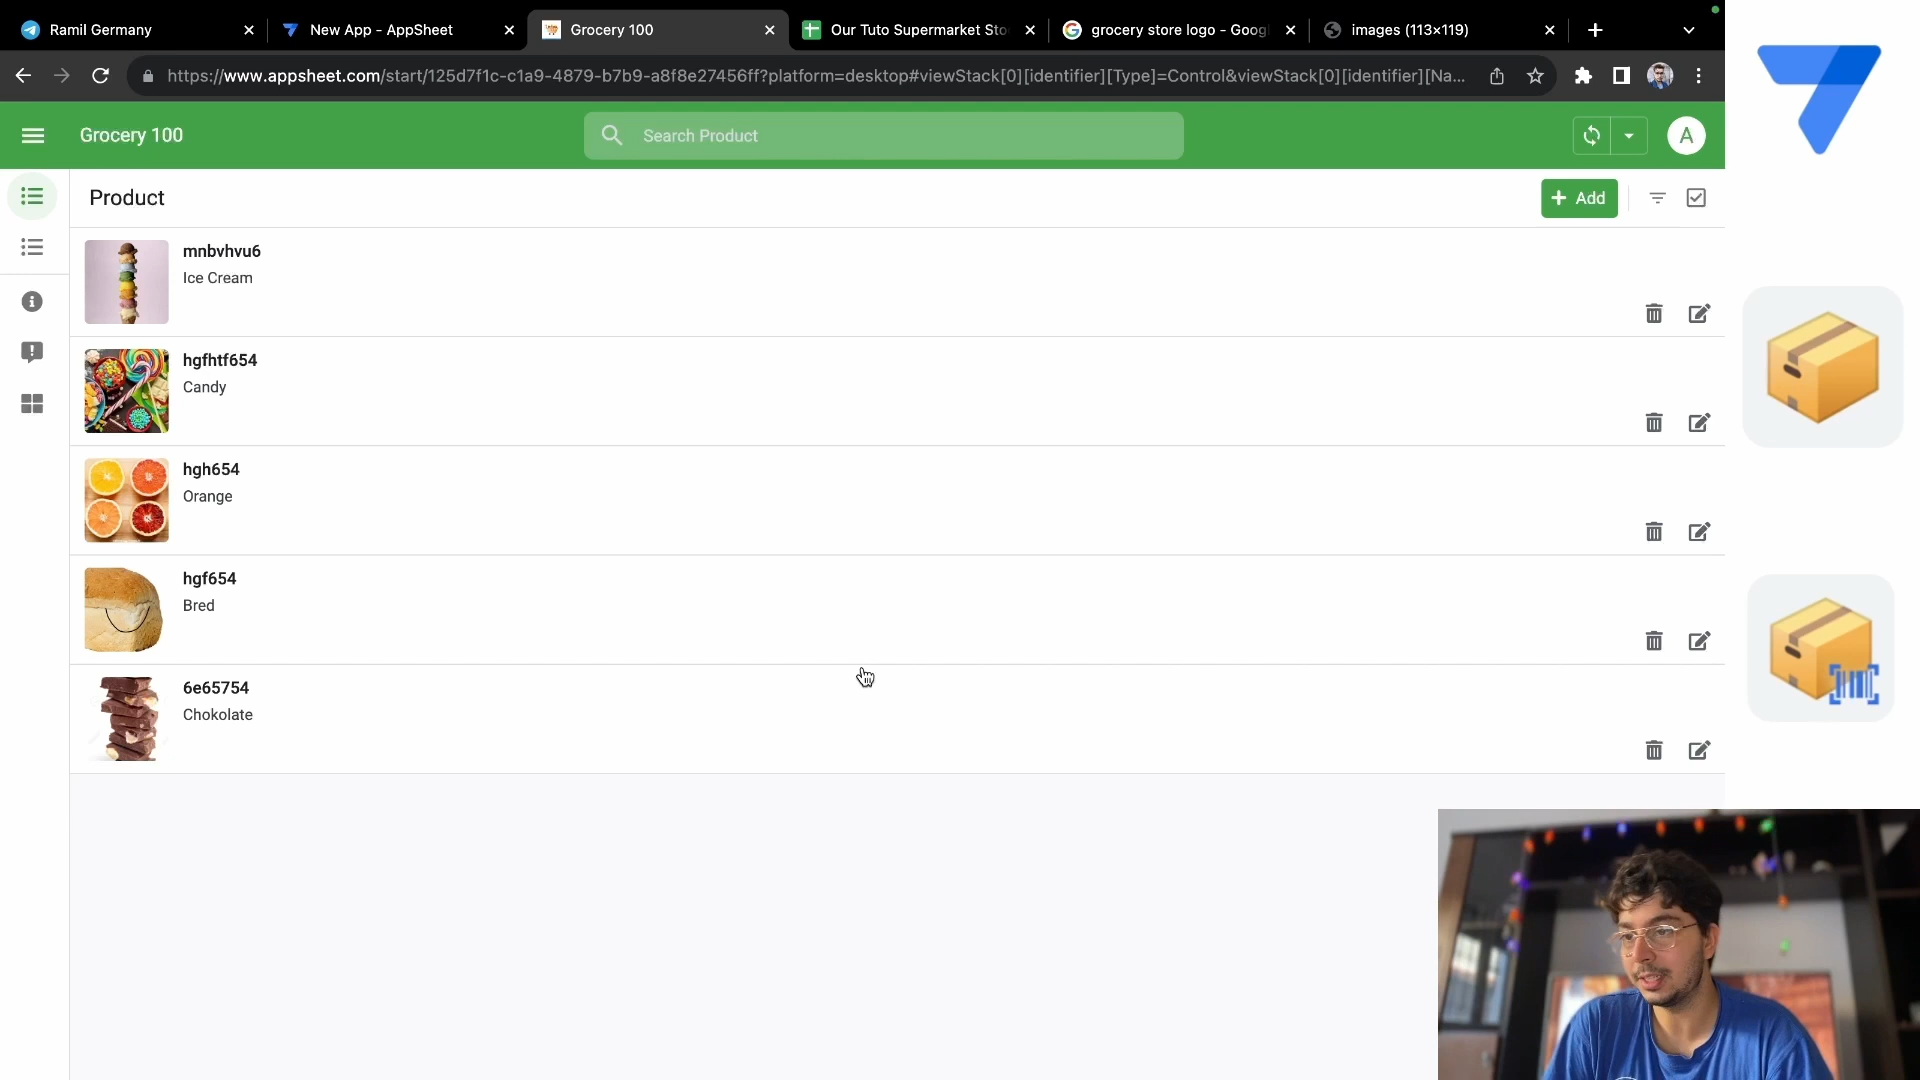 Ramil Germany
New App - AppSheet
Grocery 100
Our Tuto Supermarket Sto
grocery store logo - Goog
images (113×119)
https://www.appsheet.com/start/125d7f1c-c1a9-4879-b7b9-a8f8e27456ff?platform=desktop#viewStack[0][identifier][Type]=Control&viewStack[0][identifier][Na...
Grocery 100
Search Product
A
Product
Add
mnbvhvu6
Ice Cream
hgfhtf654
Candy
hgh654
Orange
hgf654
Bred
6e65754
Chokolate